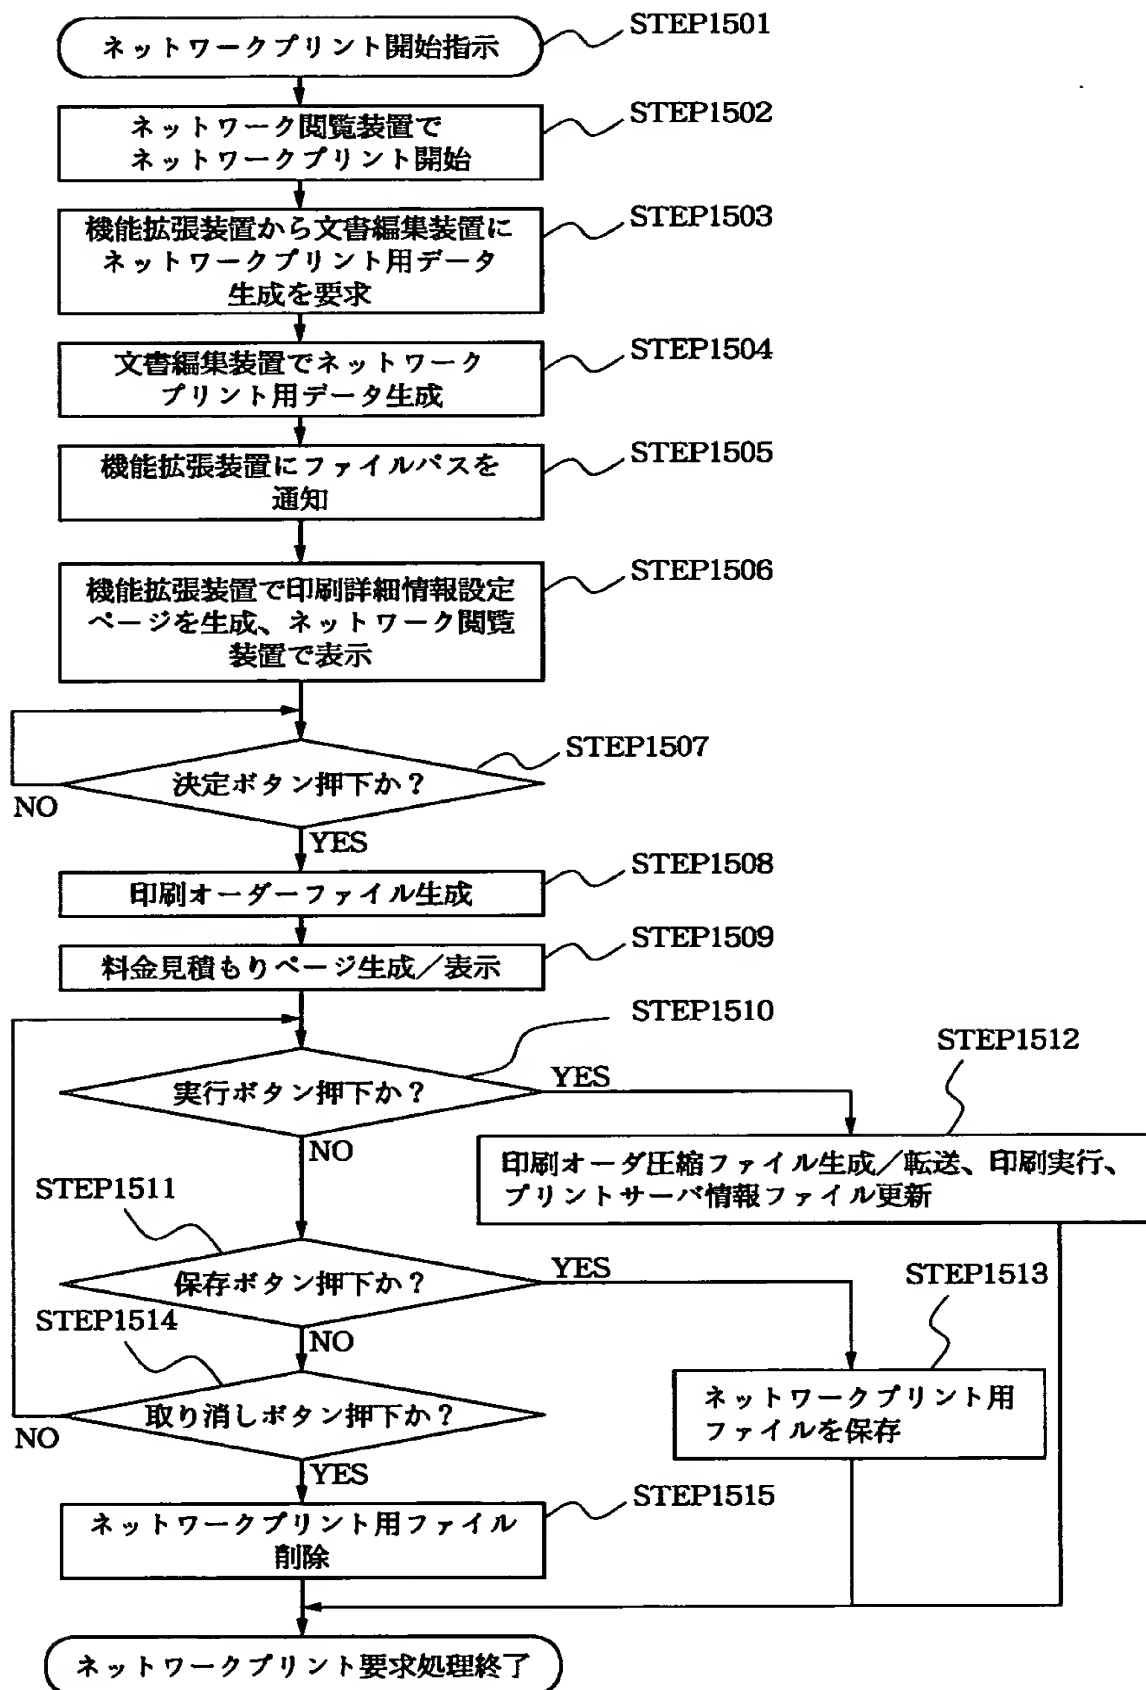 ネットワークプリント開始指示
STEP1501
ネットワーク閲覧装置で
ネットワークプリント開始
STEP1502
機能拡張装置から文書編集装置に
ネットワークプリント用データ
生成を要求
STEP1503
文書編集装置でネットワーク
プリント用データ生成
STEP1504
機能拡張装置にファイルパスを
通知
STEP1505
機能拡張装置で印刷詳細情報設定
ページを生成、ネットワーク閲覧
装置で表示
STEP1506
決定ボタン押下か？
STEP1507
NO
YES
印刷オーダーファイル生成
STEP1508
料金見積もりページ生成／表示
STEP1509
実行ボタン押下か？
STEP1510
YES
NO
STEP1512
印刷オーダ圧縮ファイル生成／転送、印刷実行、
プリントサーバ情報ファイル更新
STEP1511
保存ボタン押下か？
YES
NO
STEP1513
ネットワークプリント用
ファイルを保存
STEP1514
取り消しボタン押下か？
NO
YES
ネットワークプリント用ファイル
削除
STEP1515
ネットワークプリント要求処理終了